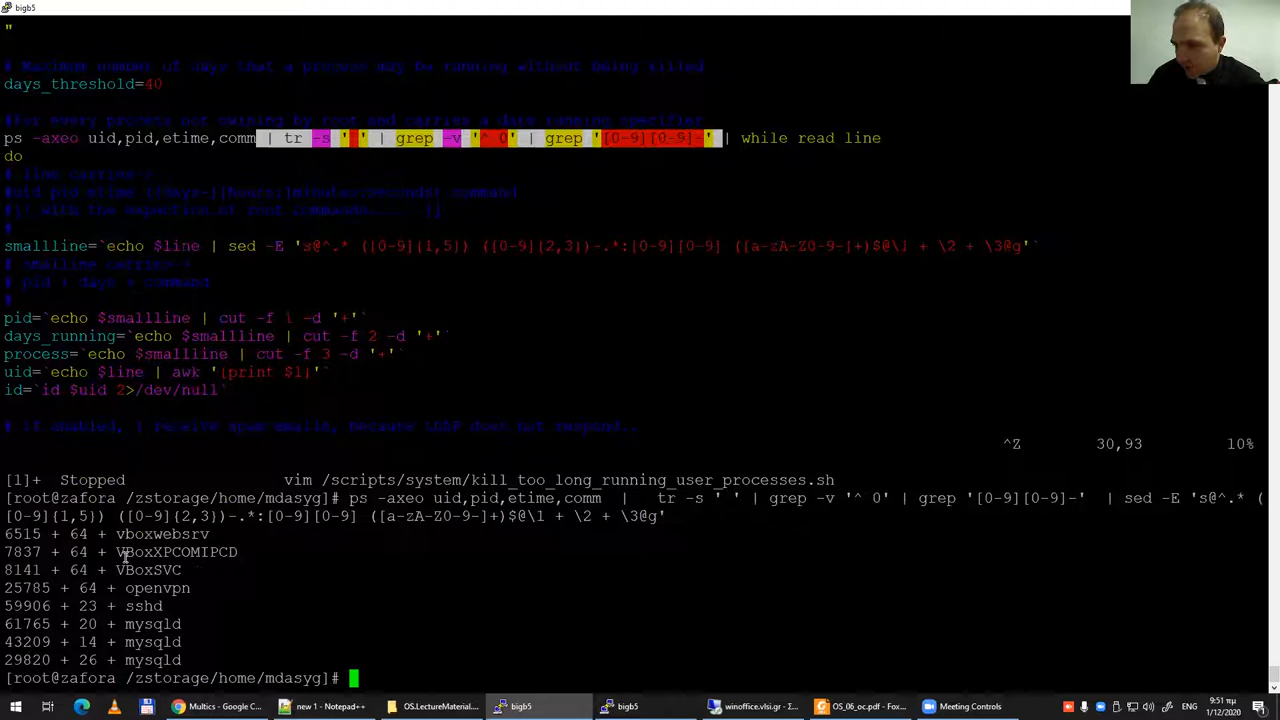 bigb5
"
# Maximum number of days that a process may be running without being killed
days_threshold=40
#For every process not owning by root and carries a date running specifier
ps -axeo uid,pid,etime,comm | tr -s ' ' | grep -v '^ 0' | grep '[0-9][0-9]-' | while read line
do
# line carries->
#uid pid etime [[days-][hours:]minutes:seconds] command
#[[ with the exception of root commands.... ]]
#
smallline=`echo $line | sed -E 's@^.* ([0-9]{1,5}) ([0-9]{2,3})-.*:[0-9][0-9] ([a-zA-Z0-9-]+)$@\1 + \2 + \3@g'`
# smalline carries->
# pid + days + command
#
pid=`echo $smallline | cut -f 1 -d '+'`
days_running=`echo $smallline | cut -f 2 -d '+'`
process=`echo $smallline | cut -f 3 -d '+'`
uid=`echo $line | awk '{print $1}'`
id=`id $uid 2>/dev/null`
# if enabled, I receive spam emails, because LDAP does not respond..
^Z 30,93 10%
[1]+ Stopped vim /scripts/system/kill_too_long_running_user_processes.sh
[root@zafora /zstorage/home/mdasyg]# ps -axeo uid,pid,etime,comm | tr -s ' ' | grep -v '^ 0' | grep '[0-9][0-9]-' | sed -E 's@^.* (
[0-9]{1,5}) ([0-9]{2,3})-.*:[0-9][0-9] ([a-zA-Z0-9-]+)$@\1 + \2 + \3@g'
6515 + 64 + vboxwebsrv
7837 + 64 + VBoxXPCOMIPCD
8141 + 64 + VBoxSVC
25785 + 64 + openvpn
59906 + 23 + sshd
61765 + 20 + mysqld
43209 + 14 + mysqld
29820 + 26 + mysqld
[root@zafora /zstorage/home/mdasyg]#
Multics - Google C...
new 1 - Notepad++
OS.LectureMaterial...
bigb5
bigb5
winoffice.vlsi.gr - Σ...
OS_06_oc.pdf - Fox...
Meeting Controls
9:51 πμ
1/12/2020